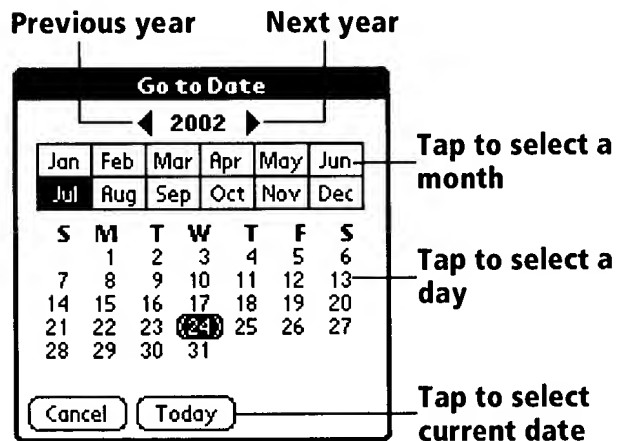 Previous year Next year
Go to Date
2002
Jan Feb Mar Apr May Jun
Jul Aug Sep Oct Nov Dec
Tap to select a
month
S M T W T F S
1 2 3 4 5 6
7 8 9 10 11 12 13
14 15 16 17 18 19 20
21 22 23 24 25 26 27
28 29 30 31
Tap to select a
day
Cancel Today
Tap to select
current date